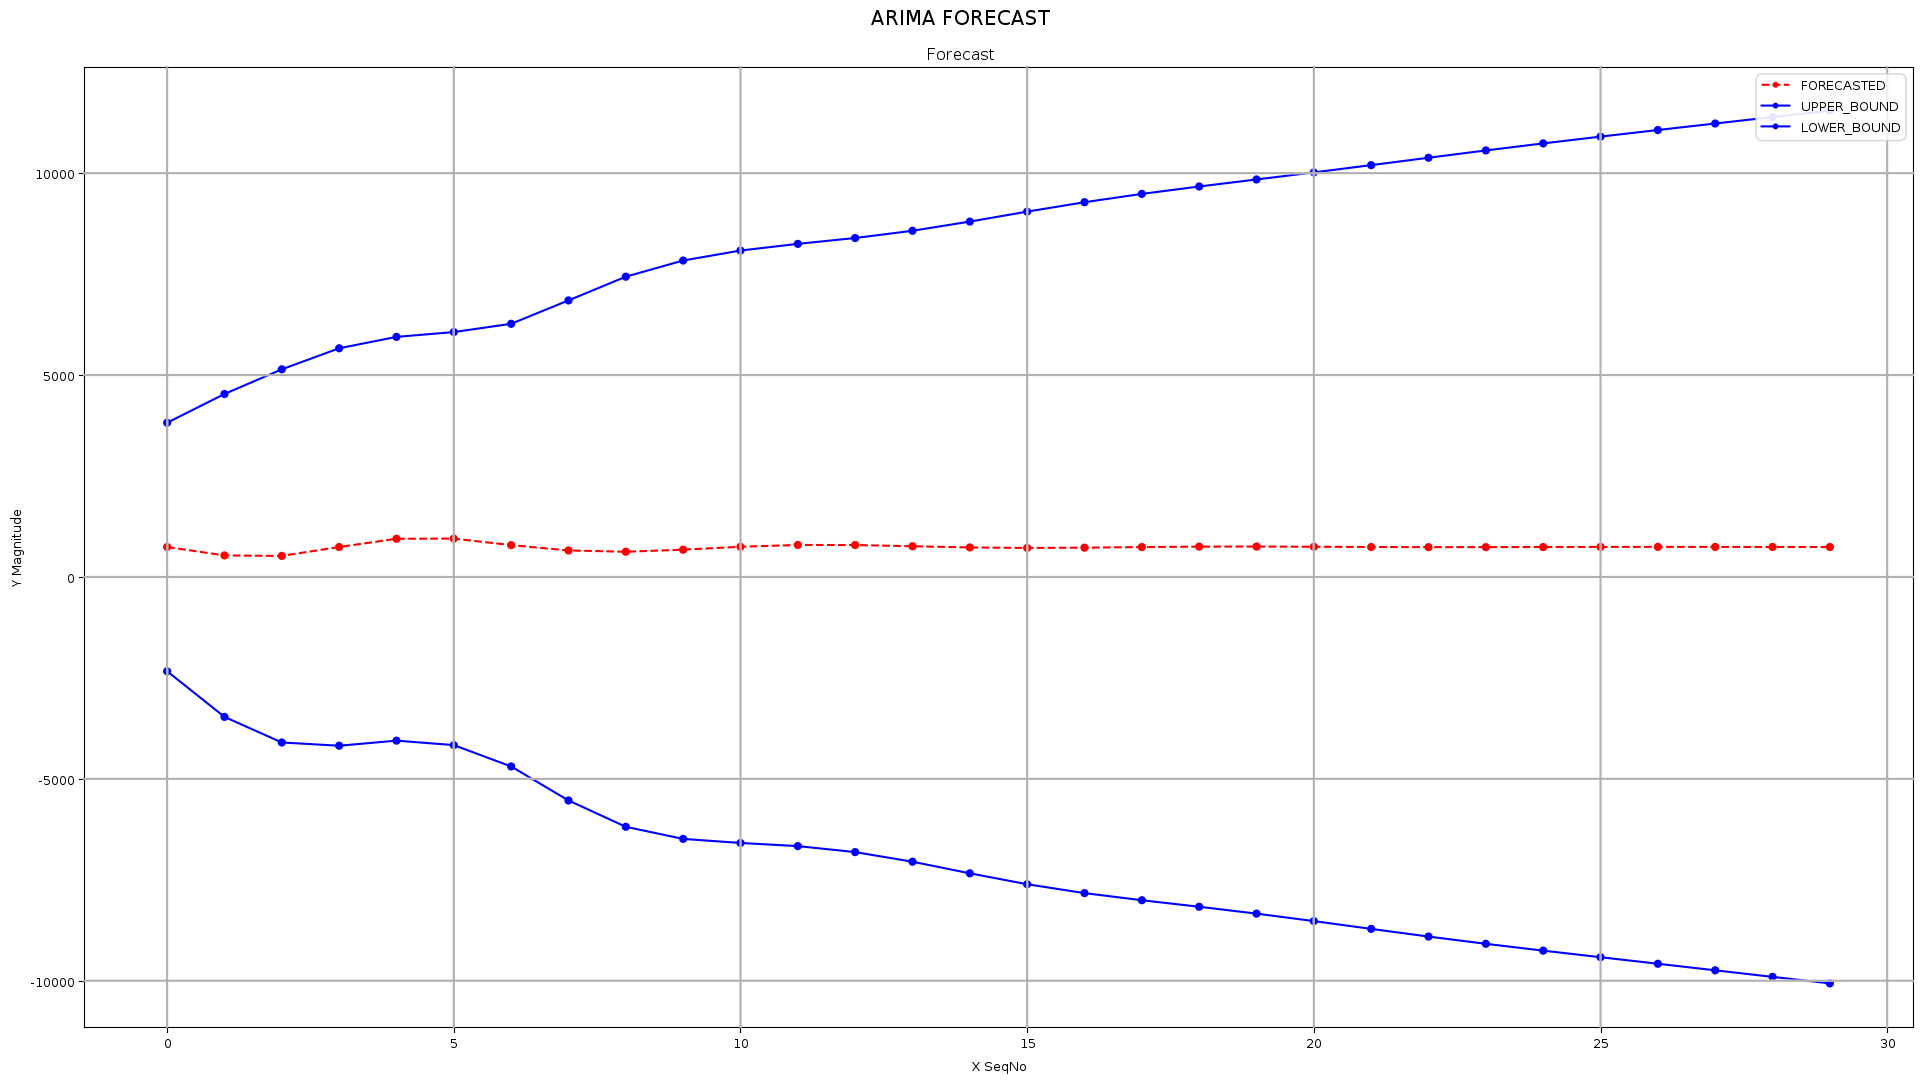 ARIMA FORECAST
Forecast
FORECASTED
UPPER_BOUND
LOWER_BOUND
10000
5000
0
-5000
-10000
Y Magnitude
0 5 10 15 20 25 30
X SeqNo